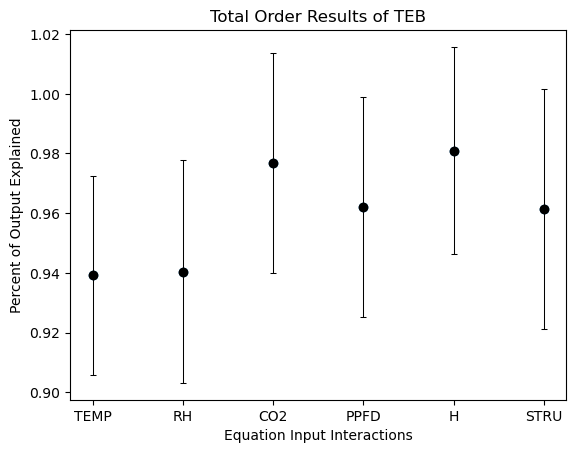 Total Order Results of TEB
Percent of Output Explained
1.02
1.00
0.98
0.96
0.94
0.92
0.90
TEMP RH CO2 PPFD H STRU
Equation Input Interactions